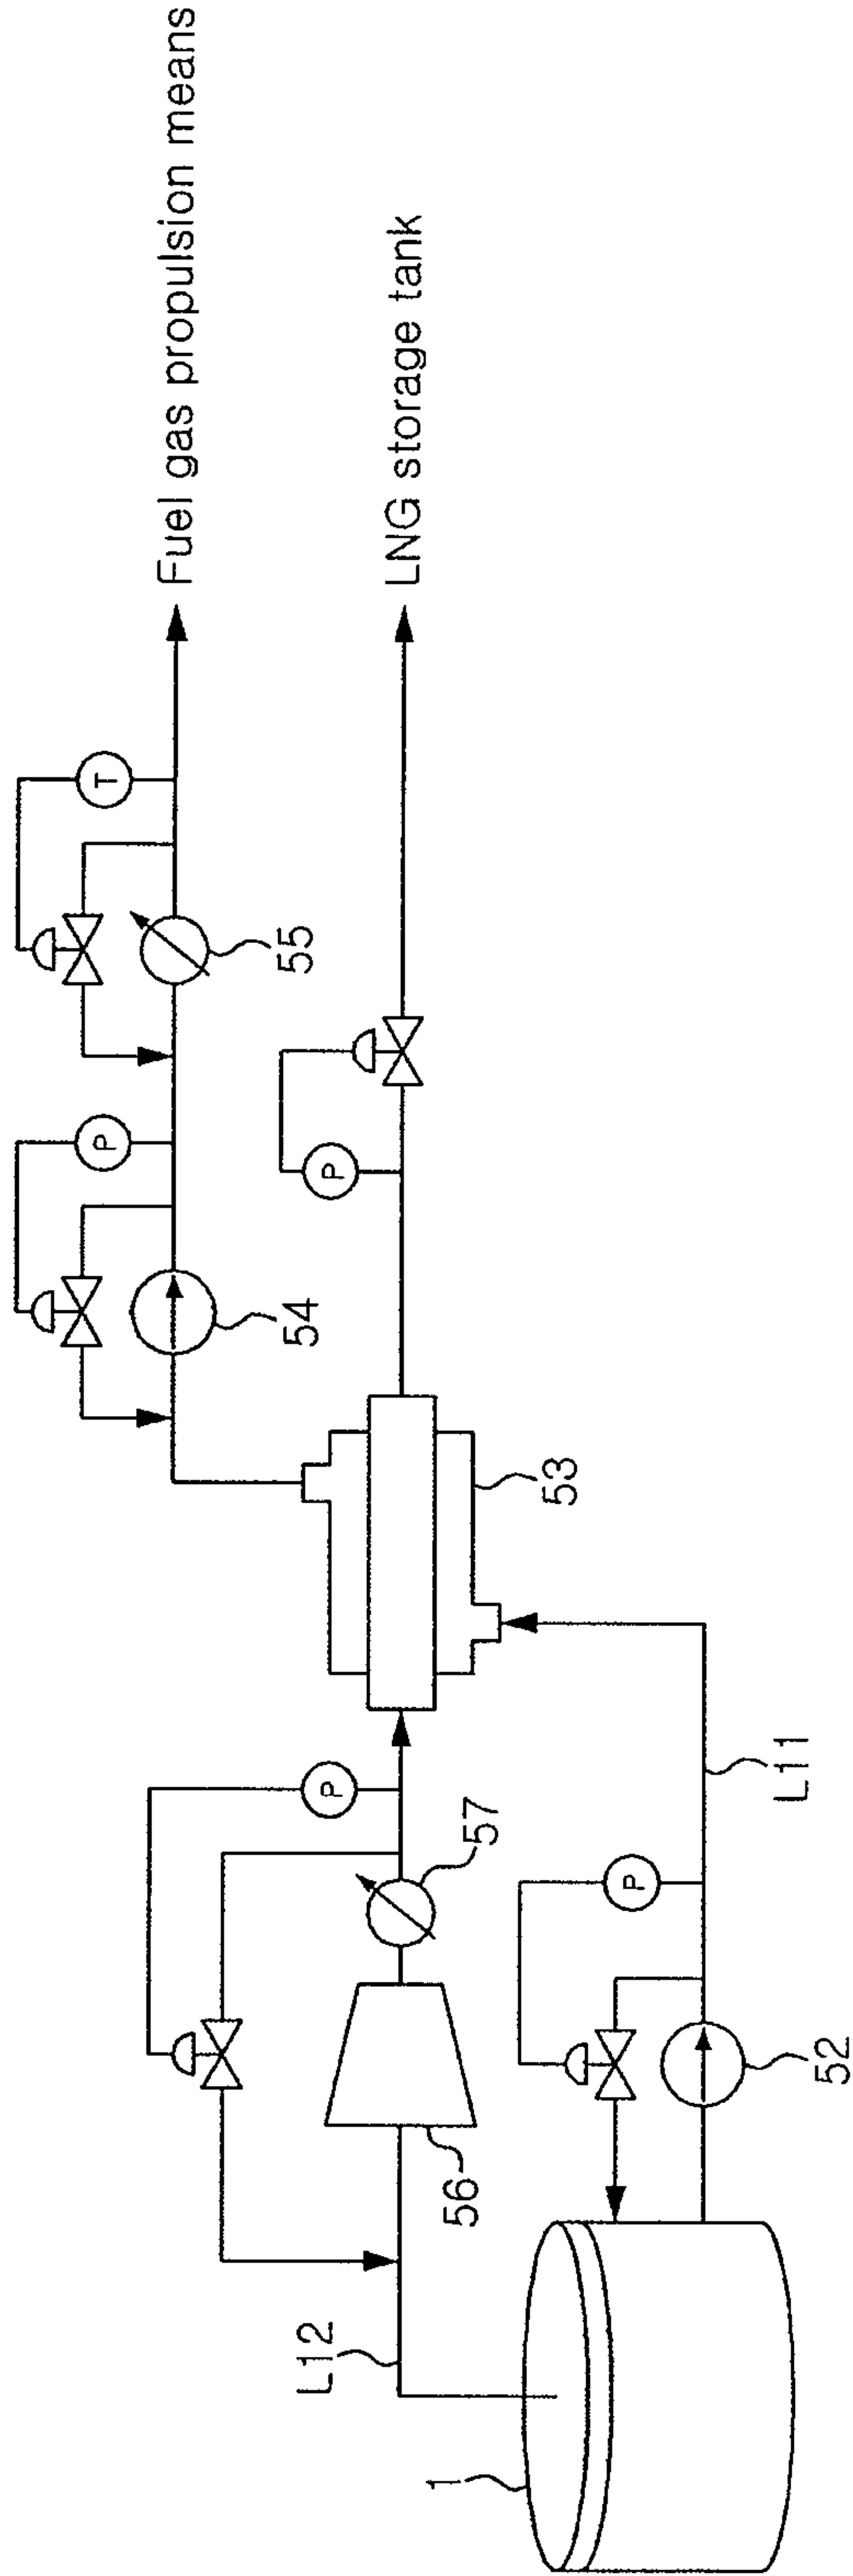 Fuel gas propulsion means
LNG storage tank
T
P
P
P
P
55
54
53
57
56
52
L11
L12
1